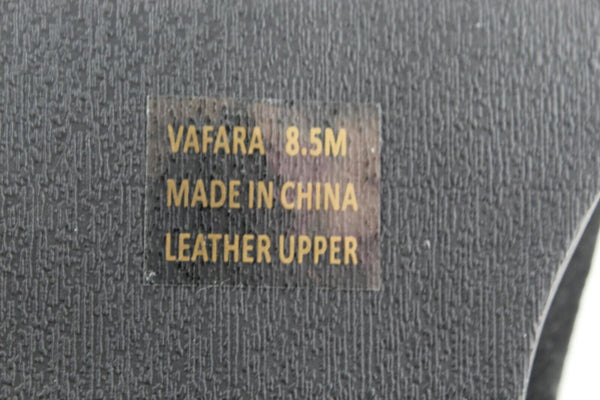 VAFARA 8.5M
MADE IN CHINA
LEATHER UPPER